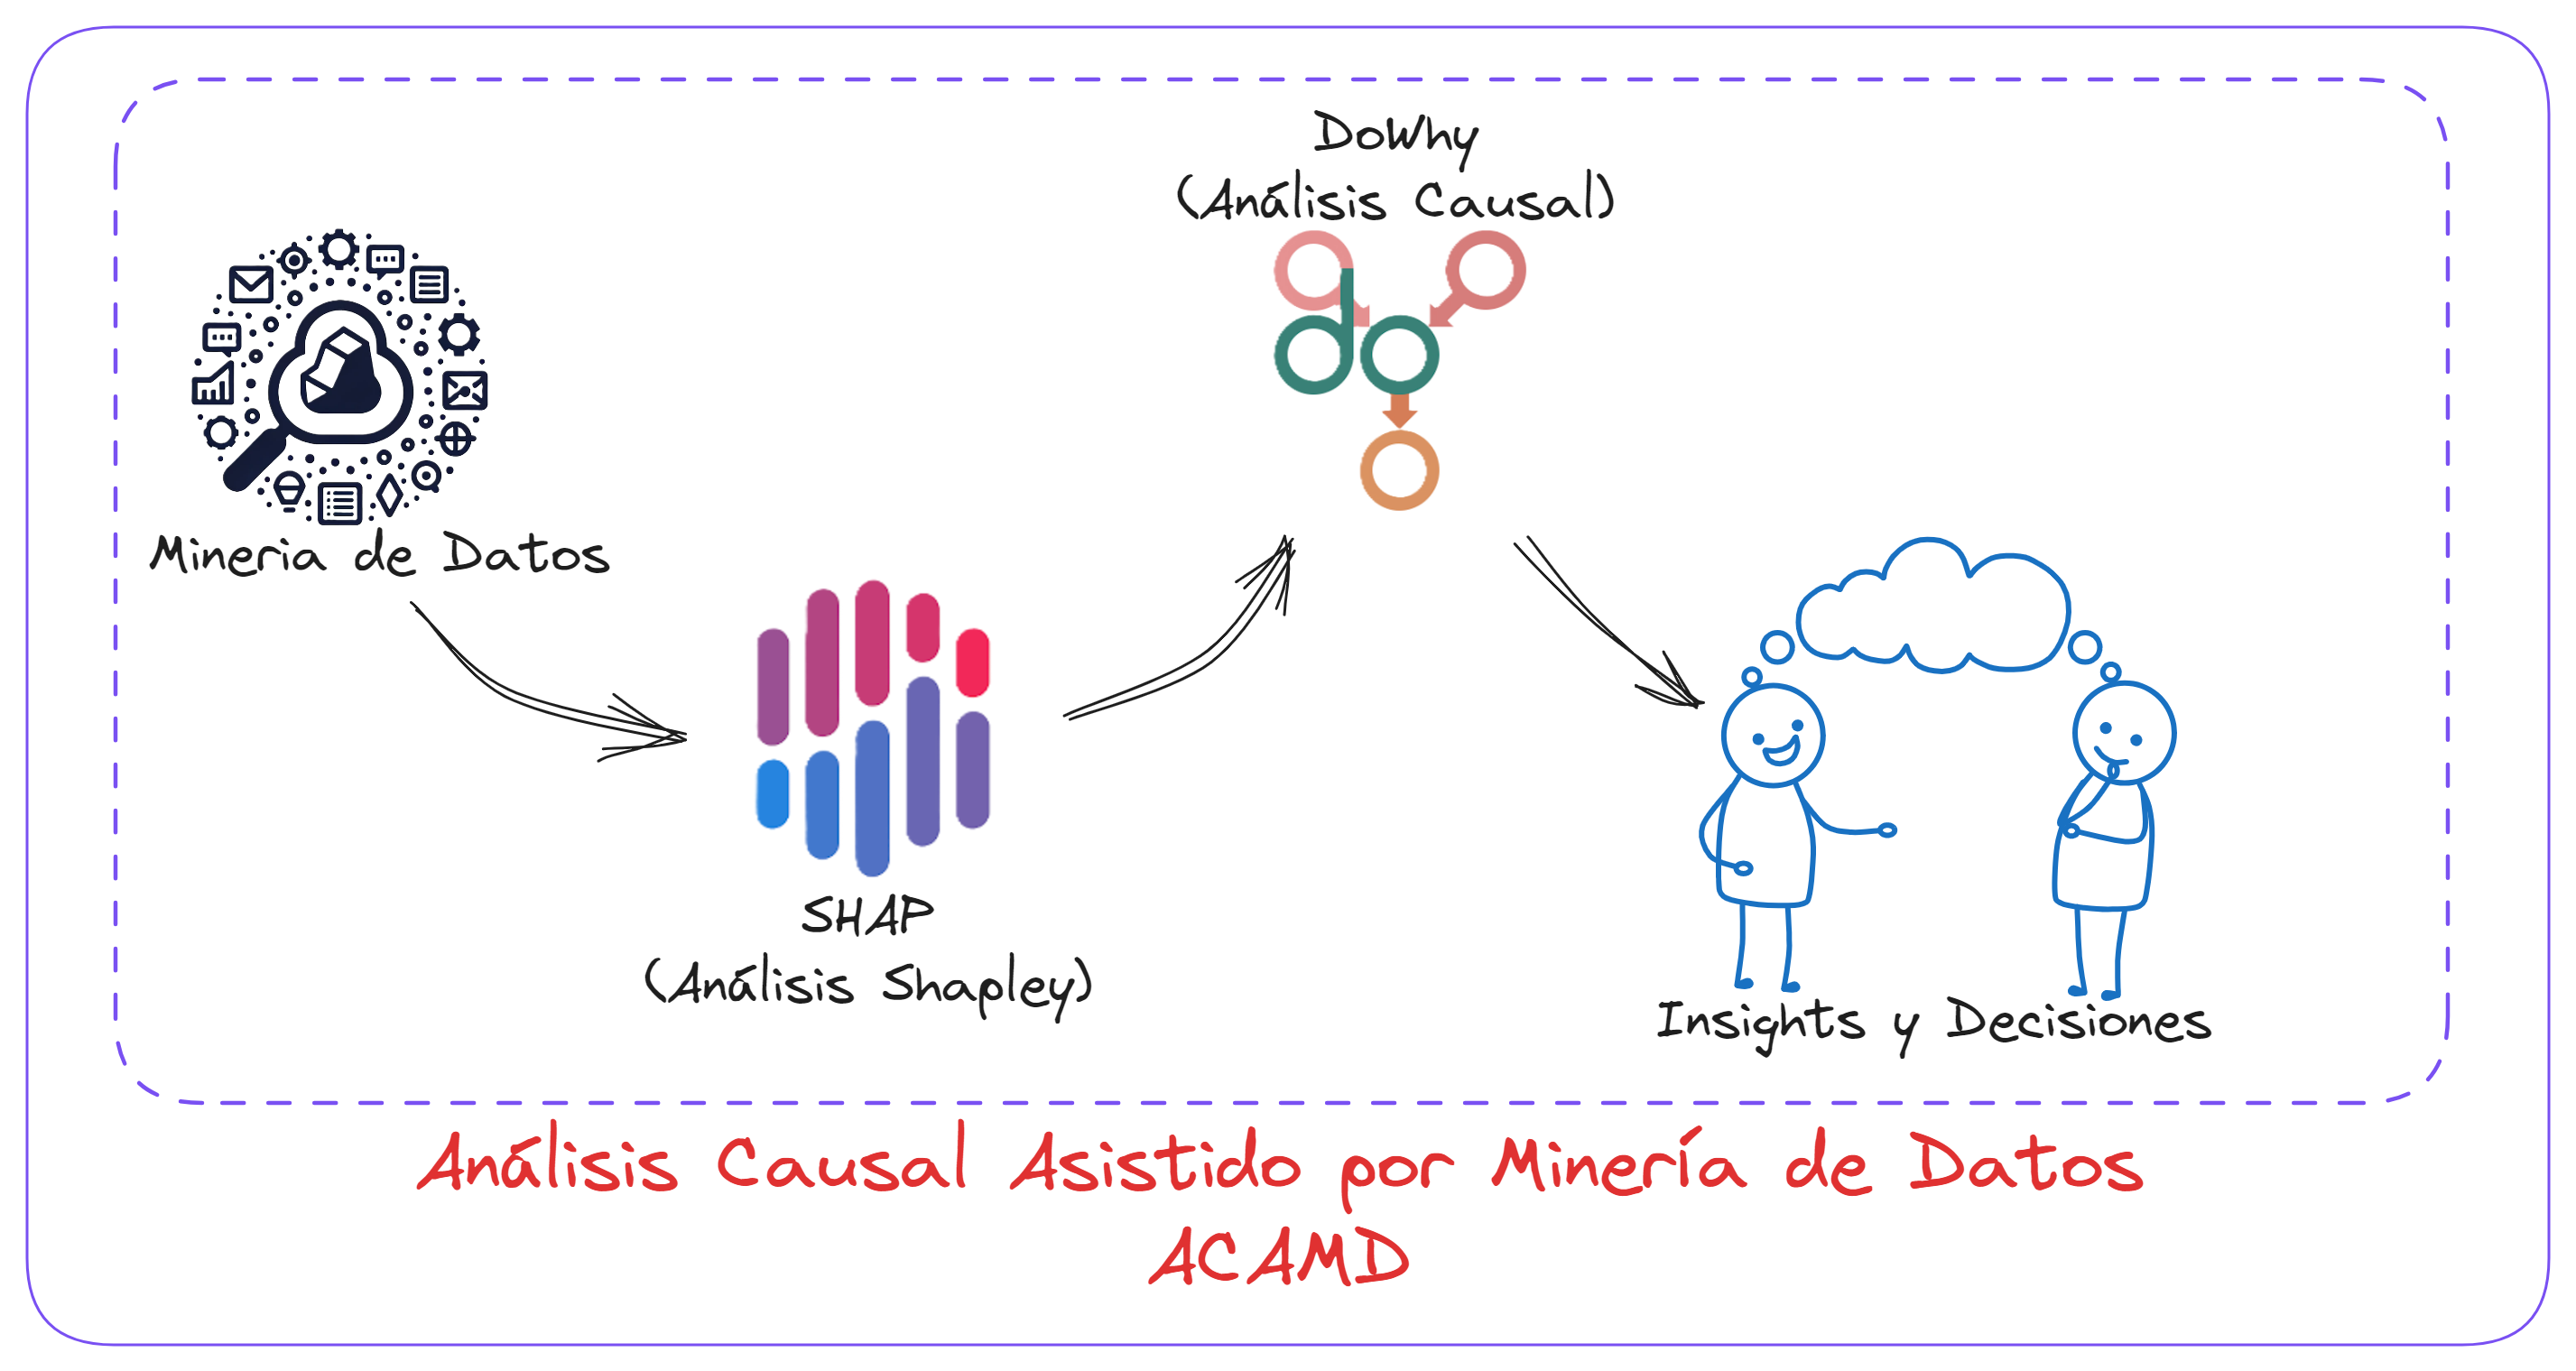 DoWhy
(Análisis Causal)
Mineria de Datos
SHAP
(Análisis Shapley)
Insights y Decisiones
Análisis Causal Asistido por Minería de Datos
ACAMD